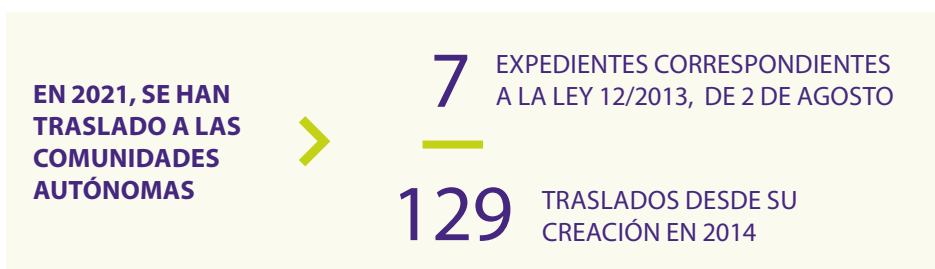 EN 2021, SE HAN
TRASLADO A LAS
COMUNIDADES
AUTÓNOMAS
7
EXPEDIENTES CORRESPONDIENTES
A LA LEY 12/2013, DE 2 DE AGOSTO
129
TRASLADOS DESDE SU
CREACIÓN EN 2014